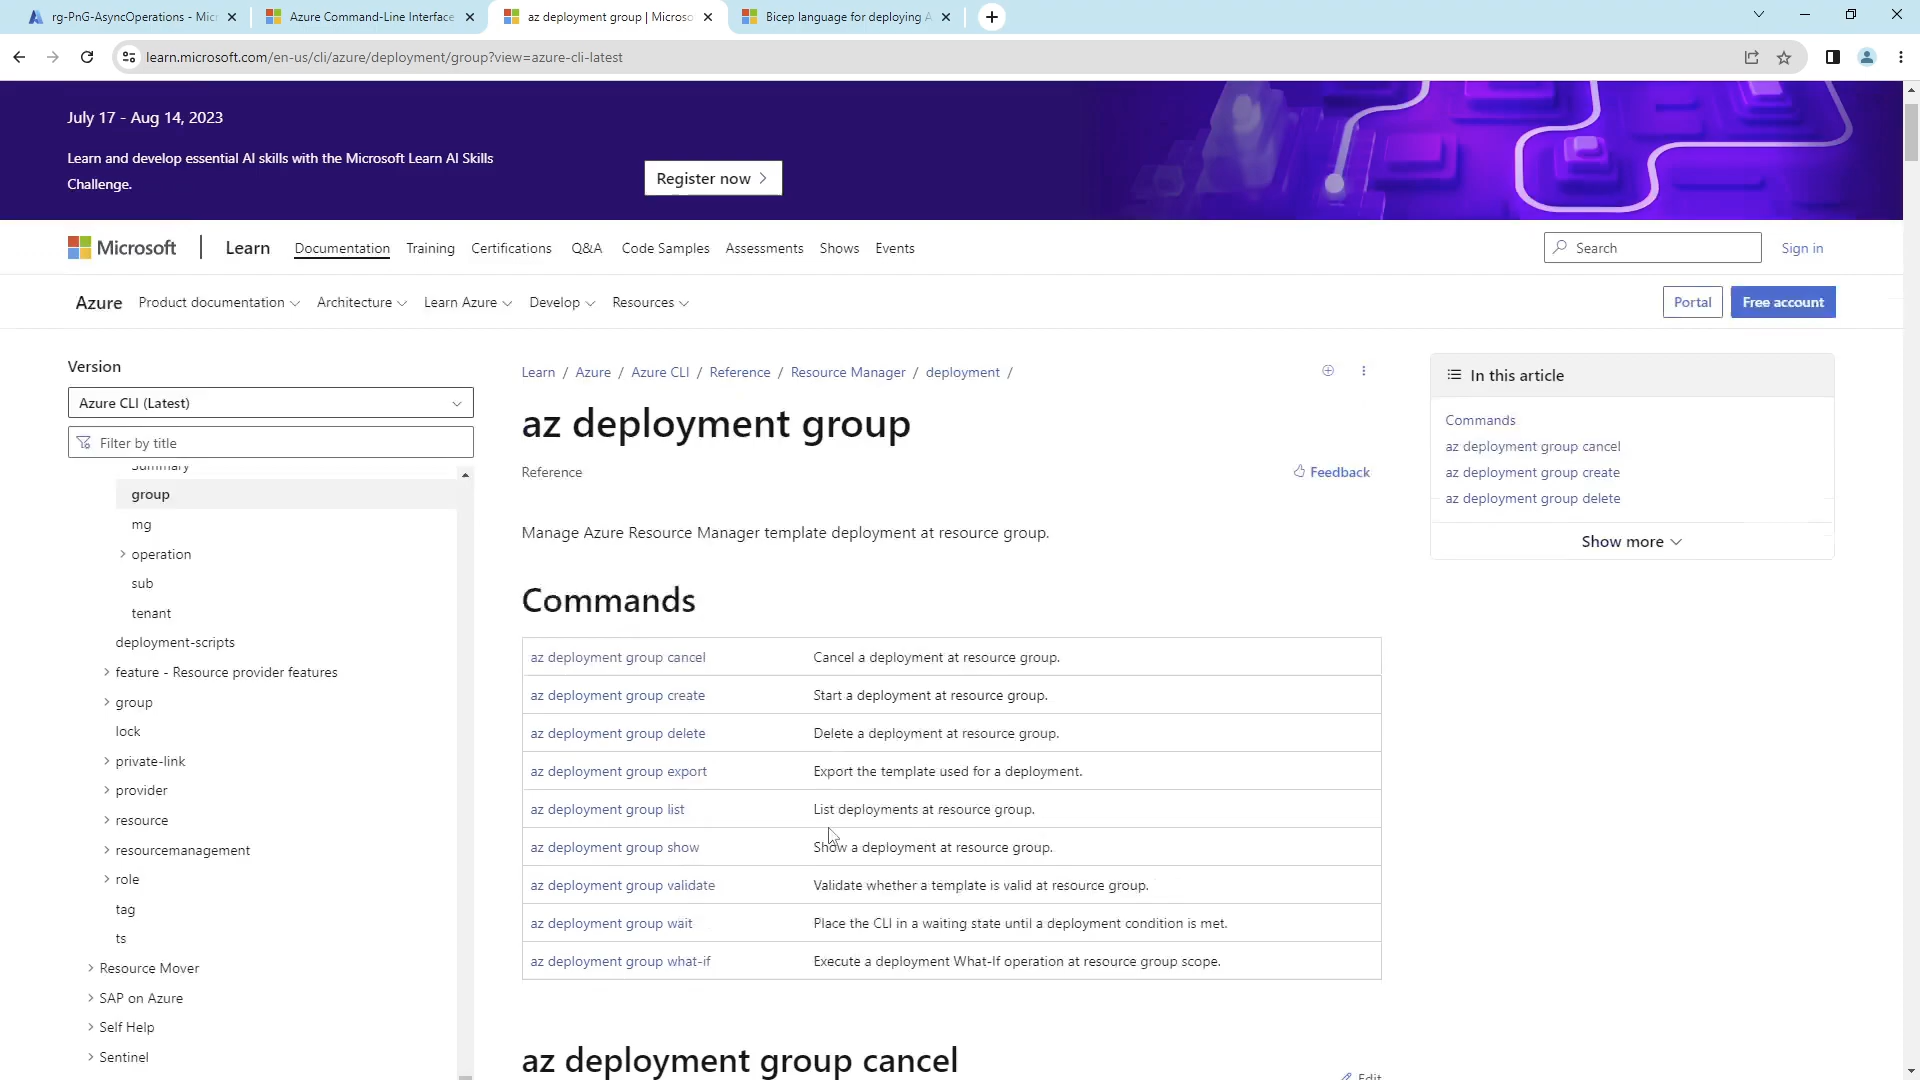 rg-PnG-AsyncOperations - Mic
Azure Command-Line Interface
az deployment group | Microso
Bicep language for deploying A
learn.microsoft.com/en-us/cli/azure/deployment/group?view=azure-cli-latest
July 17 - Aug 14, 2023
Learn and develop essential AI skills with the Microsoft Learn AI Skills
Challenge.
Register now
Microsoft
Learn
Documentation
Training
Certifications
Q&A
Code Samples
Assessments
Shows
Events
Search
Sign in
Azure
Product documentation
Architecture
Learn Azure
Develop
Resources
Portal
Free account
Version
Azure CLI (Latest)
Filter by title
Summary
group
mg
operation
sub
tenant
deployment-scripts
feature - Resource provider features
group
lock
private-link
provider
resource
resourcemanagement
role
tag
ts
Resource Mover
SAP on Azure
Self Help
Sentinel
Learn / Azure / Azure CLI / Reference / Resource Manager / deployment /
az deployment group
Reference
Feedback
Manage Azure Resource Manager template deployment at resource group.
Commands
az deployment group cancel Cancel a deployment at resource group.
az deployment group create Start a deployment at resource group.
az deployment group delete Delete a deployment at resource group.
az deployment group export Export the template used for a deployment.
az deployment group list List deployments at resource group.
az deployment group show Show a deployment at resource group.
az deployment group validate Validate whether a template is valid at resource group.
az deployment group wait Place the CLI in a waiting state until a deployment condition is met.
az deployment group what-if Execute a deployment What-If operation at resource group scope.
az deployment group cancel
Edit
In this article
Commands
az deployment group cancel
az deployment group create
az deployment group delete
Show more